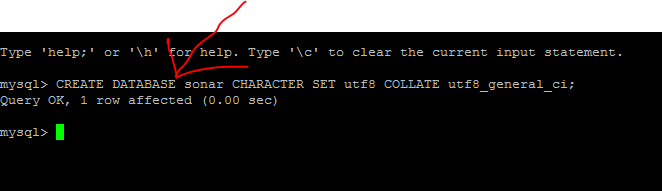 Type 'help;' or '\h' for help. Type '\c' to clear the current input statement.
mysql> CREATE DATABASE sonar CHARACTER SET utf8 COLLATE utf8_general_ci;
Query OK, 1 row affected (0.00 sec)
mysql>